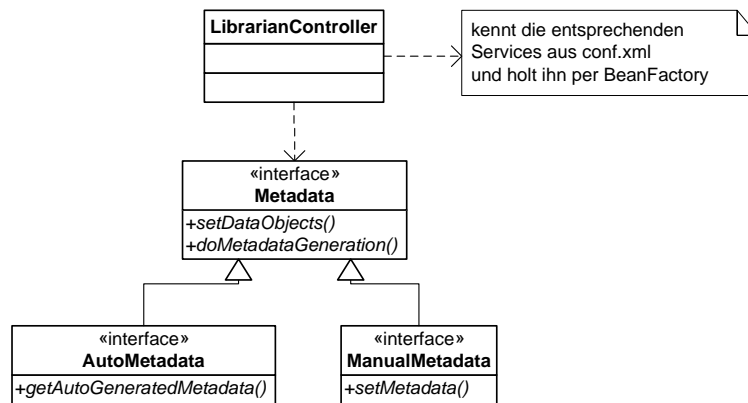 LibrarianController
kennt die entsprechenden
Services aus conf.xml
und holt ihn per BeanFactory
«interface»
Metadata
+setDataObjects()
+doMetadataGeneration()
«interface»
AutoMetadata
+getAutoGeneratedMetadata()
«interface»
ManualMetadata
+setMetadata()